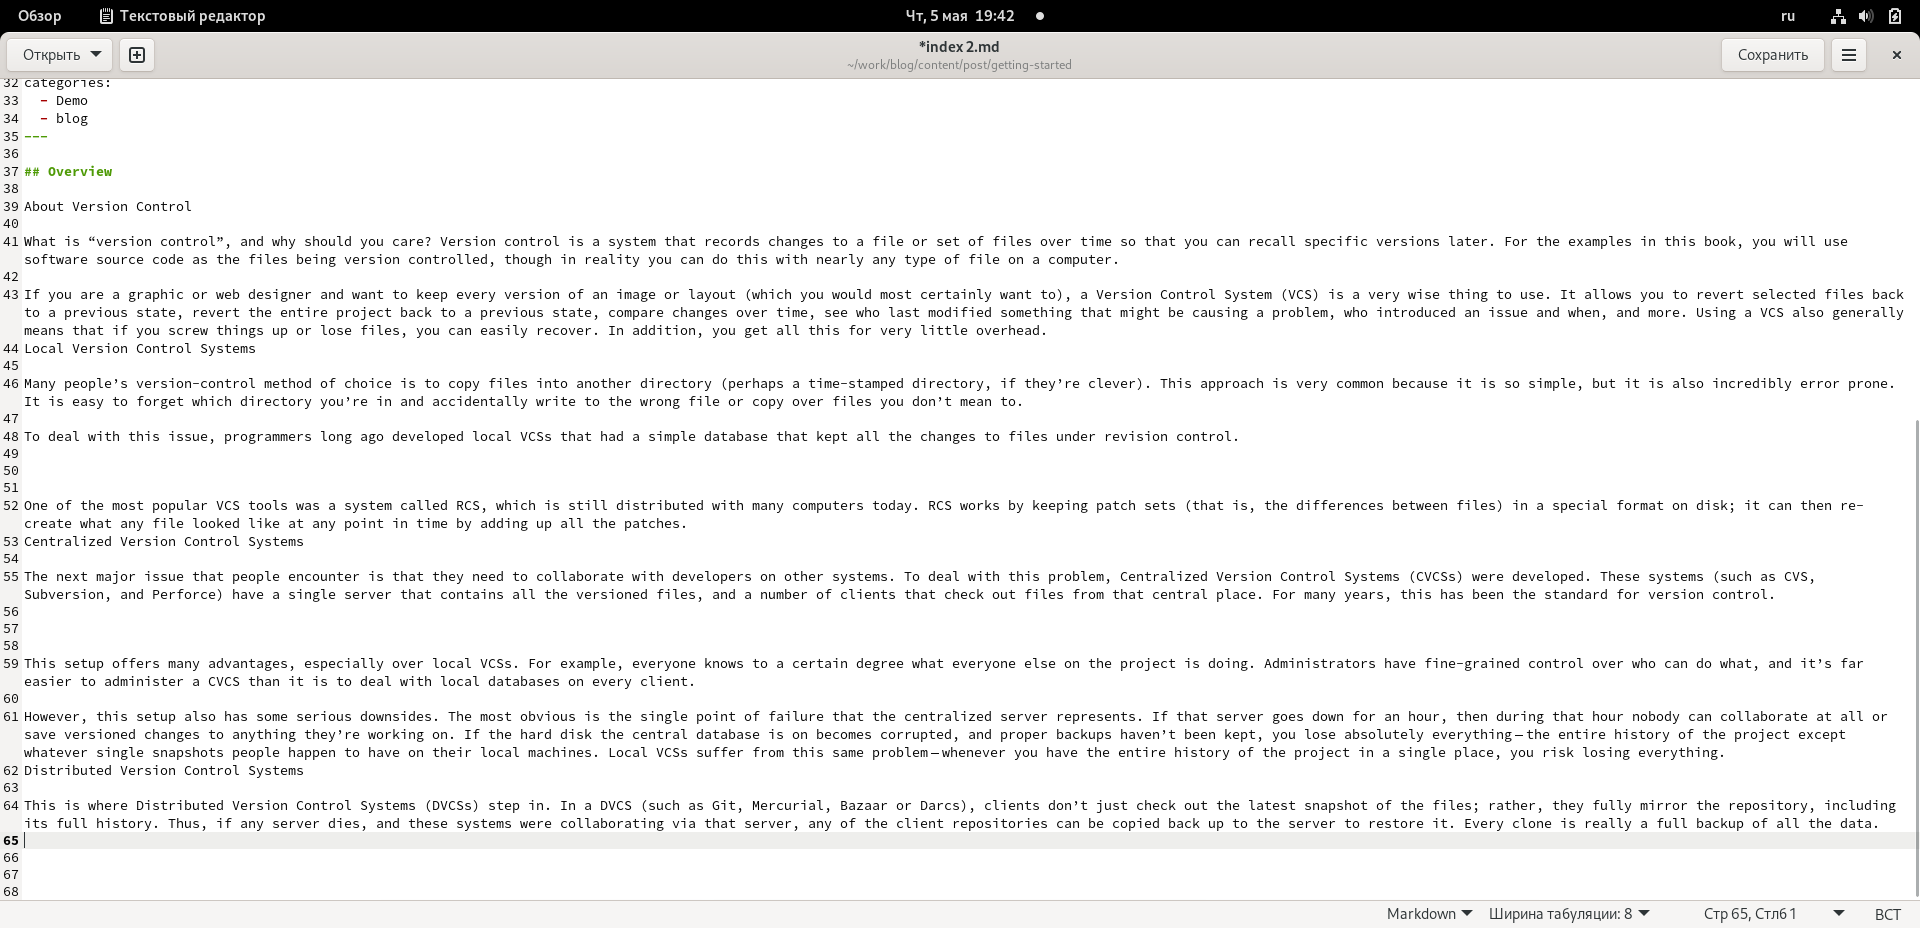 Обзор Текстовый редактор Чт, 5 мая 19:42 ru
Открыть *index 2.md Сохранить
~/work/blog/content/post/getting-started
32 categories:
33   - Demo
34   - blog
35 ---
36
37 ## Overview
38
39 About Version Control
40
41 What is “version control”, and why should you care? Version control is a system that records changes to a file or set of files over time so that you can recall specific versions later. For the examples in this book, you will use
software source code as the files being version controlled, though in reality you can do this with nearly any type of file on a computer.
42
43 If you are a graphic or web designer and want to keep every version of an image or layout (which you would most certainly want to), a Version Control System (VCS) is a very wise thing to use. It allows you to revert selected files back
to a previous state, revert the entire project back to a previous state, compare changes over time, see who last modified something that might be causing a problem, who introduced an issue and when, and more. Using a VCS also generally
means that if you screw things up or lose files, you can easily recover. In addition, you get all this for very little overhead.
44 Local Version Control Systems
45
46 Many people’s version-control method of choice is to copy files into another directory (perhaps a time-stamped directory, if they’re clever). This approach is very common because it is so simple, but it is also incredibly error prone.
It is easy to forget which directory you’re in and accidentally write to the wrong file or copy over files you don’t mean to.
47
48 To deal with this issue, programmers long ago developed local VCSs that had a simple database that kept all the changes to files under revision control.
49
50
51
52 One of the most popular VCS tools was a system called RCS, which is still distributed with many computers today. RCS works by keeping patch sets (that is, the differences between files) in a special format on disk; it can then re-
create what any file looked like at any point in time by adding up all the patches.
53 Centralized Version Control Systems
54
55 The next major issue that people encounter is that they need to collaborate with developers on other systems. To deal with this problem, Centralized Version Control Systems (CVCSs) were developed. These systems (such as CVS,
Subversion, and Perforce) have a single server that contains all the versioned files, and a number of clients that check out files from that central place. For many years, this has been the standard for version control.
56
57
58
59 This setup offers many advantages, especially over local VCSs. For example, everyone knows to a certain degree what everyone else on the project is doing. Administrators have fine-grained control over who can do what, and it’s far
easier to administer a CVCS than it is to deal with local databases on every client.
60
61 However, this setup also has some serious downsides. The most obvious is the single point of failure that the centralized server represents. If that server goes down for an hour, then during that hour nobody can collaborate at all or
save versioned changes to anything they’re working on. If the hard disk the central database is on becomes corrupted, and proper backups haven’t been kept, you lose absolutely everything — the entire history of the project except
whatever single snapshots people happen to have on their local machines. Local VCSs suffer from this same problem — whenever you have the entire history of the project in a single place, you risk losing everything.
62 Distributed Version Control Systems
63
64 This is where Distributed Version Control Systems (DVCSs) step in. In a DVCS (such as Git, Mercurial, Bazaar or Darcs), clients don’t just check out the latest snapshot of the files; rather, they fully mirror the repository, including
its full history. Thus, if any server dies, and these systems were collaborating via that server, any of the client repositories can be copied back up to the server to restore it. Every clone is really a full backup of all the data.
65
66
67
68
Markdown Ширина табуляции: 8 Стр 65, Стлб 1 ВСТ